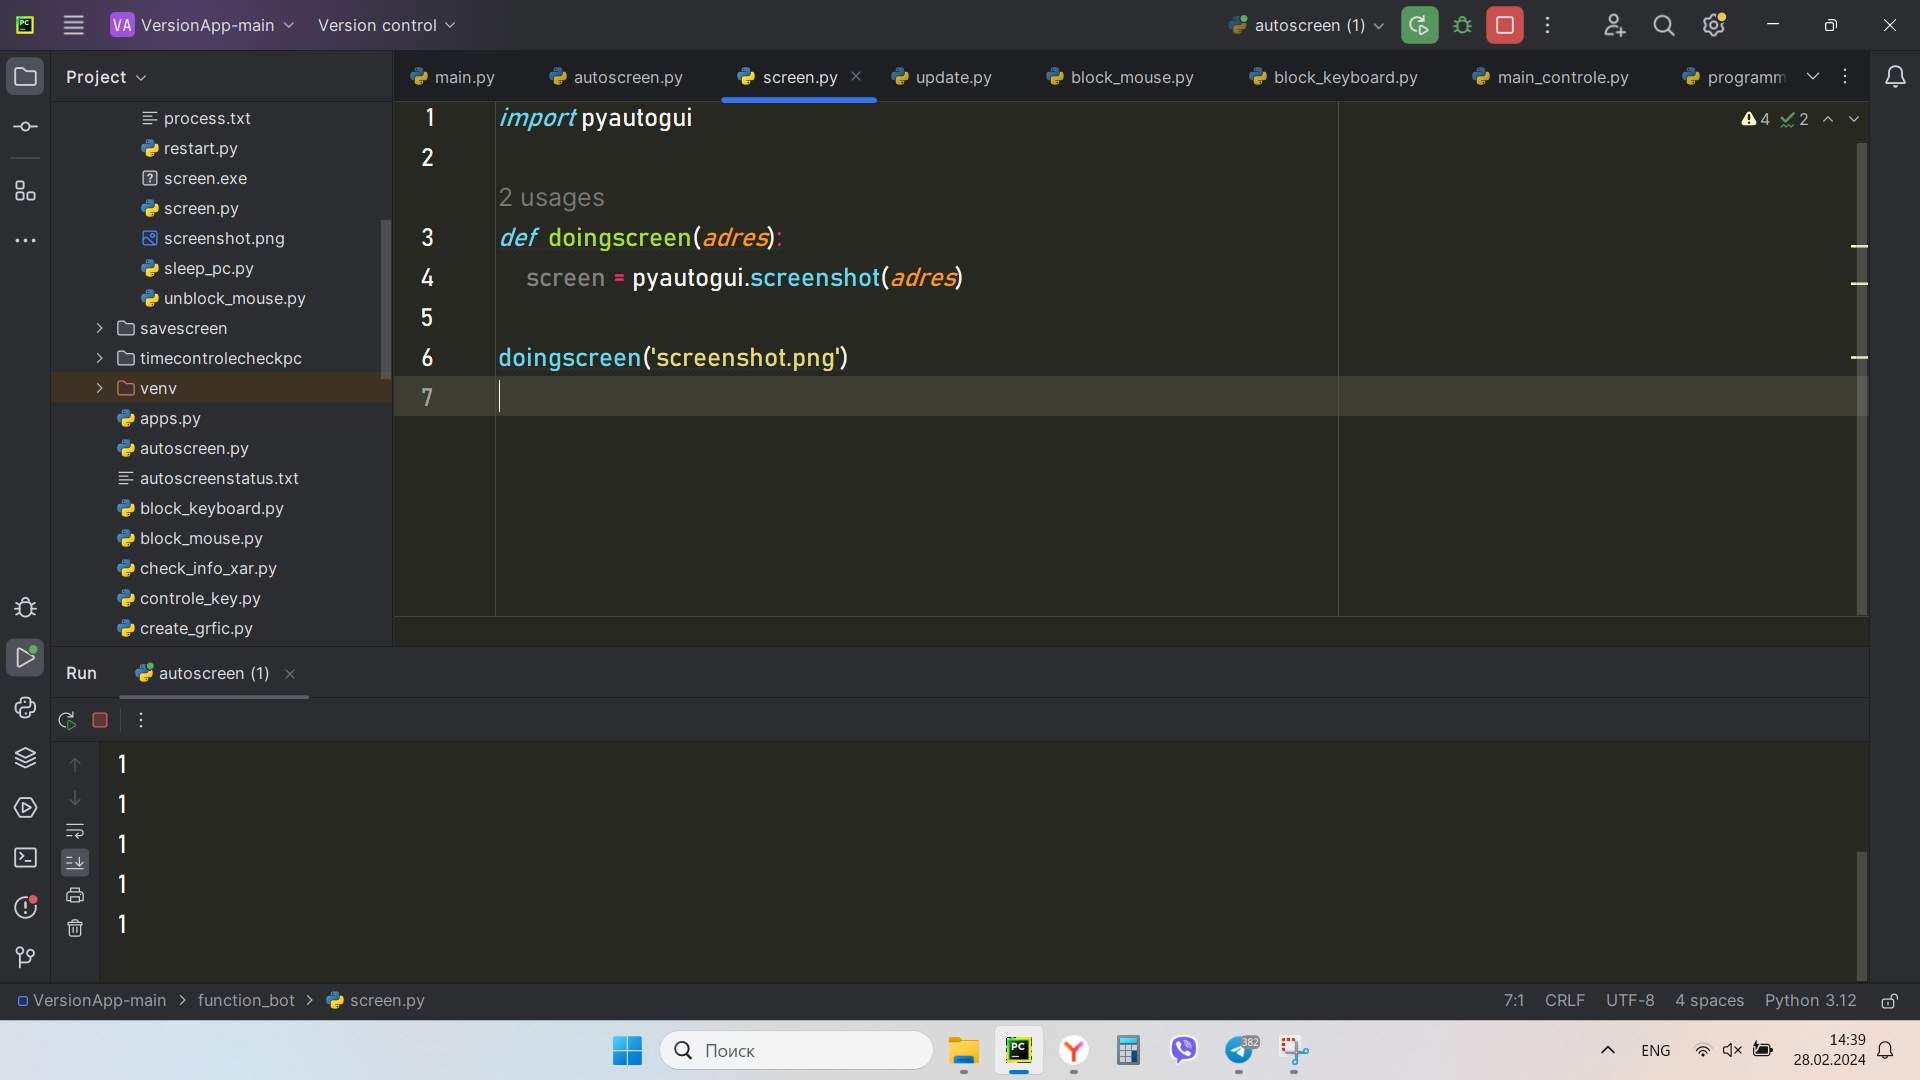 PC
VA VersionApp-main
Version control
autoscreen (1)
Project
main.py
autoscreen.py
screen.py
update.py
block_mouse.py
block_keyboard.py
main_controle.py
programm
process.txt
restart.py
screen.exe
screen.py
screenshot.png
sleep_pc.py
unblock_mouse.py
savescreen
timecontrolecheckpc
venv
apps.py
autoscreen.py
autoscreenstatus.txt
block_keyboard.py
block_mouse.py
check_info_xar.py
controle_key.py
create_grfic.py
4 2
1 import pyautogui
2
2 usages
3 def doingscreen(adres):
4 screen = pyautogui.screenshot(adres)
5
6 doingscreen('screenshot.png')
7
Run
autoscreen (1)
1
1
1
1
1
VersionApp-main > function_bot > screen.py
7:1 CRLF UTF-8 4 spaces Python 3.12
Поиск
PC
382
ENG
14:39
28.02.2024